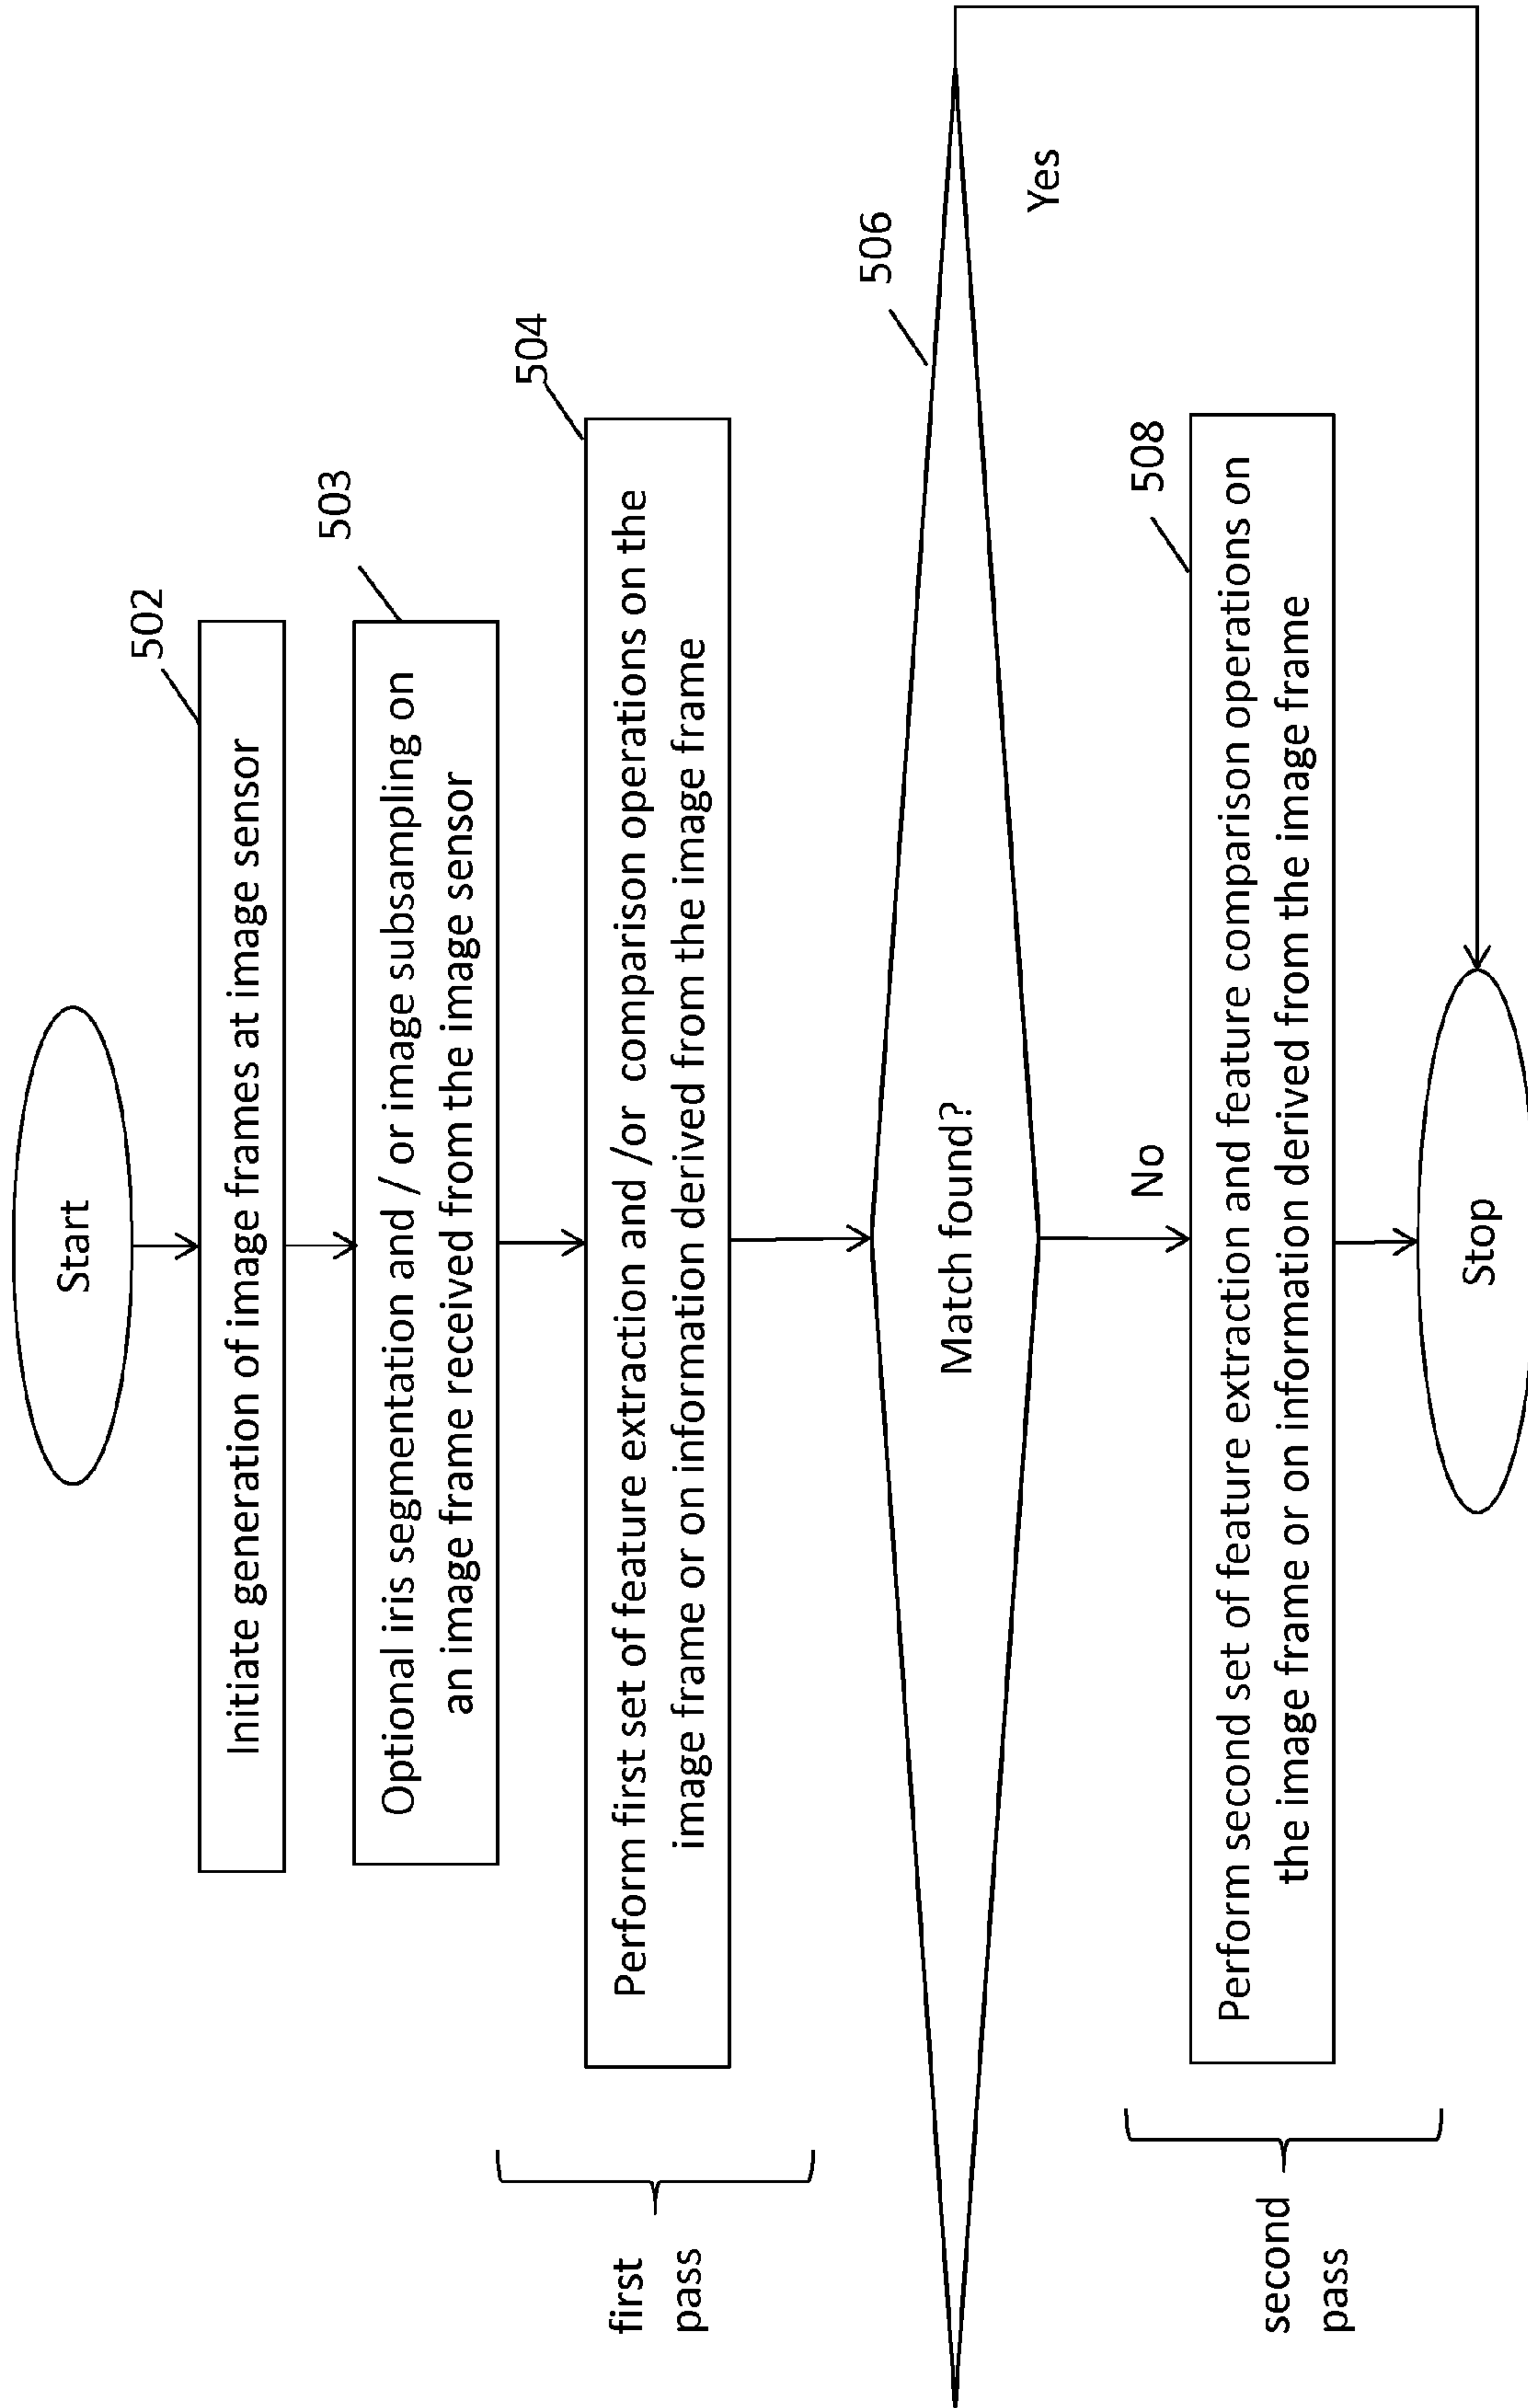 Start
502
Initiate generation of image frames at image sensor
503
Optional iris segmentation and / or image subsampling on
an image frame received from the image sensor
504
first
pass
Perform first set of feature extraction and /or comparison operations on the
image frame or on information derived from the image frame
506
Match found?
Yes
No
508
second
pass
Perform second set of feature extraction and feature comparison operations on
the image frame or on information derived from the image frame
Stop